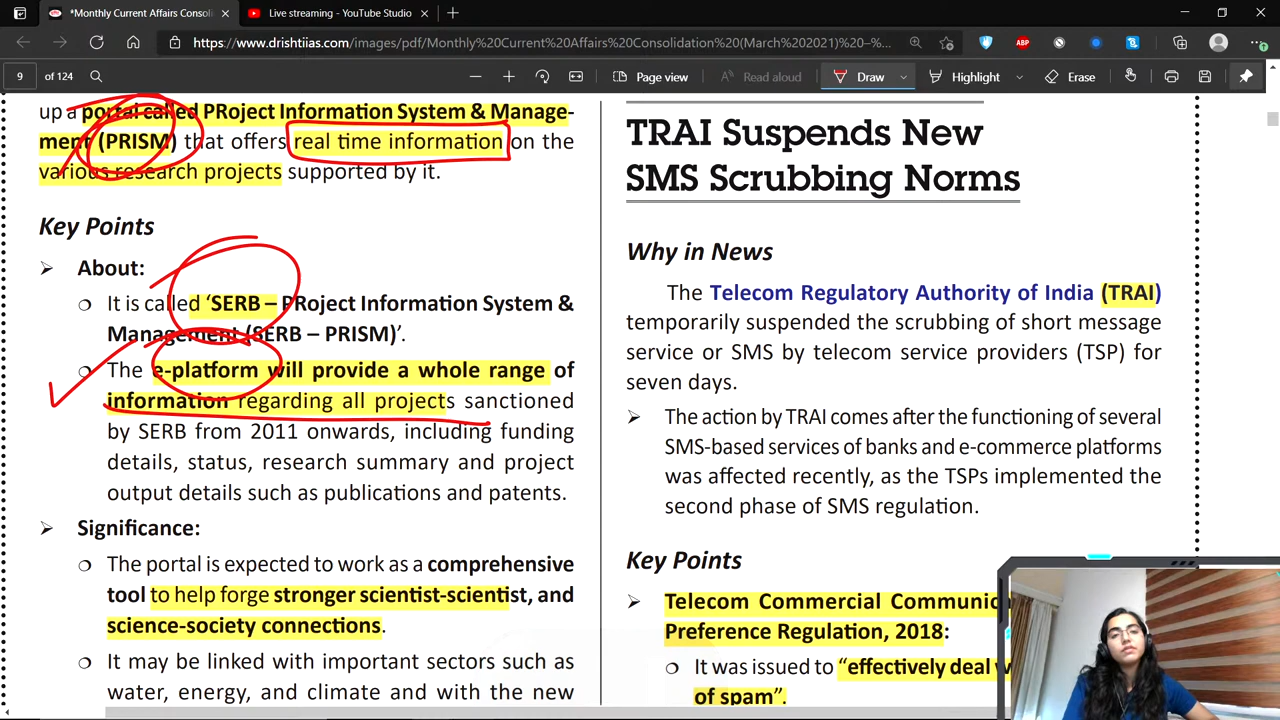 *Monthly Current Affairs Consoli
Live streaming - YouTube Studio
https://www.drishtiias.com/images/pdf/Monthly%20Current%20Affairs%20Consolidation%20(March%202021)%20–%...
9 of 124
Page view
Read aloud
Draw
Highlight
Erase
up a portal called PRoject Information System & Manage-
ment (PRISM) that offers real time information on the
various research projects supported by it.
Key Points
➢ About:
❍ It is called ‘SERB – PRoject Information System &
Management (SERB – PRISM)’.
❍ The e-platform will provide a whole range of
information regarding all projects sanctioned
by SERB from 2011 onwards, including funding
details, status, research summary and project
output details such as publications and patents.
➢ Significance:
❍ The portal is expected to work as a comprehensive
tool to help forge stronger scientist-scientist, and
science-society connections.
❍ It may be linked with important sectors such as
water, energy, and climate and with the new
TRAI Suspends New
SMS Scrubbing Norms
Why in News
The Telecom Regulatory Authority of India (TRAI)
temporarily suspended the scrubbing of short message
service or SMS by telecom service providers (TSP) for
seven days.
➢ The action by TRAI comes after the functioning of several
SMS-based services of banks and e-commerce platforms
was affected recently, as the TSPs implemented the
second phase of SMS regulation.
Key Points
➢ Telecom Commercial Communic
Preference Regulation, 2018:
❍ It was issued to “effectively deal w
of spam”.